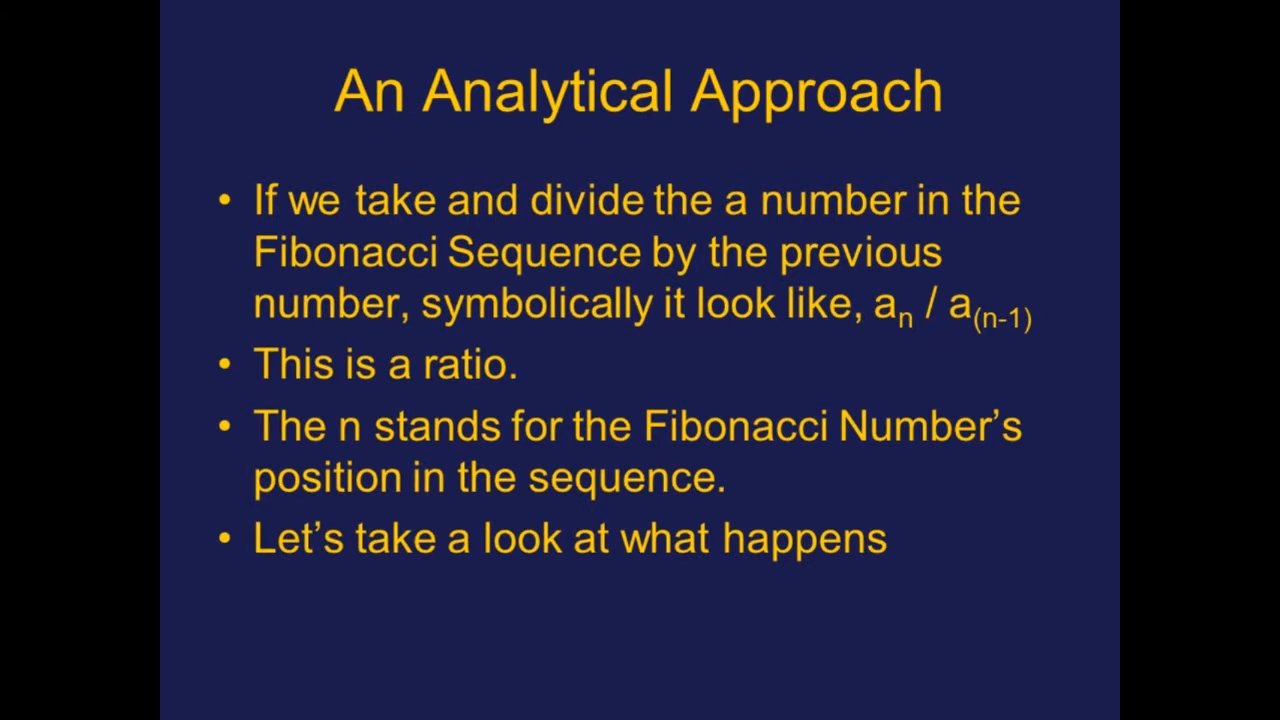 An Analytical Approach
• If we take and divide the a number in the
Fibonacci Sequence by the previous
number, symbolically it look like, aₙ / a₍ₙ₋₁₎
• This is a ratio.
• The n stands for the Fibonacci Number’s
position in the sequence.
• Let’s take a look at what happens